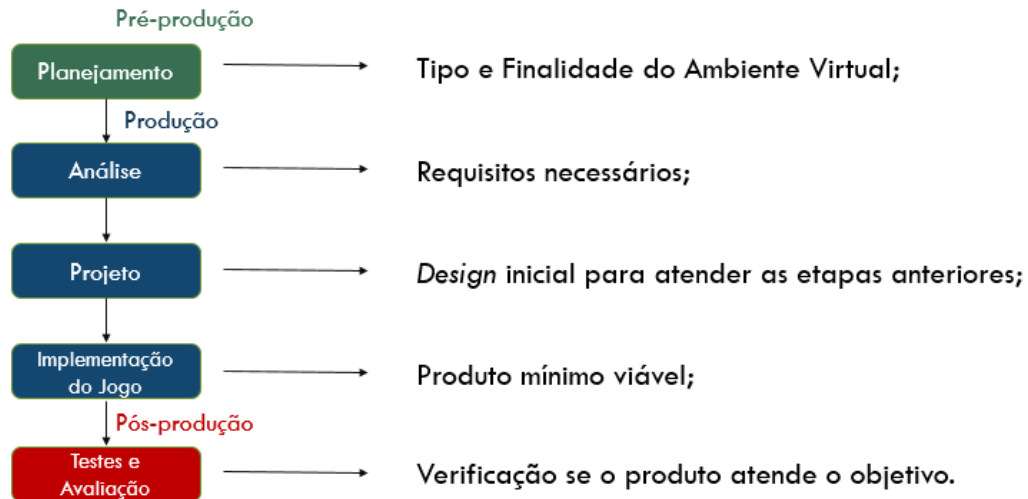 Pré-produção
Planejamento
Tipo e Finalidade do Ambiente Virtual;
Produção
Análise
Requisitos necessários;
Projeto
Design inicial para atender as etapas anteriores;
Implementação
do Jogo
Produto mínimo viável;
Pós-produção
Testes e
Avaliação
Verificação se o produto atende o objetivo.